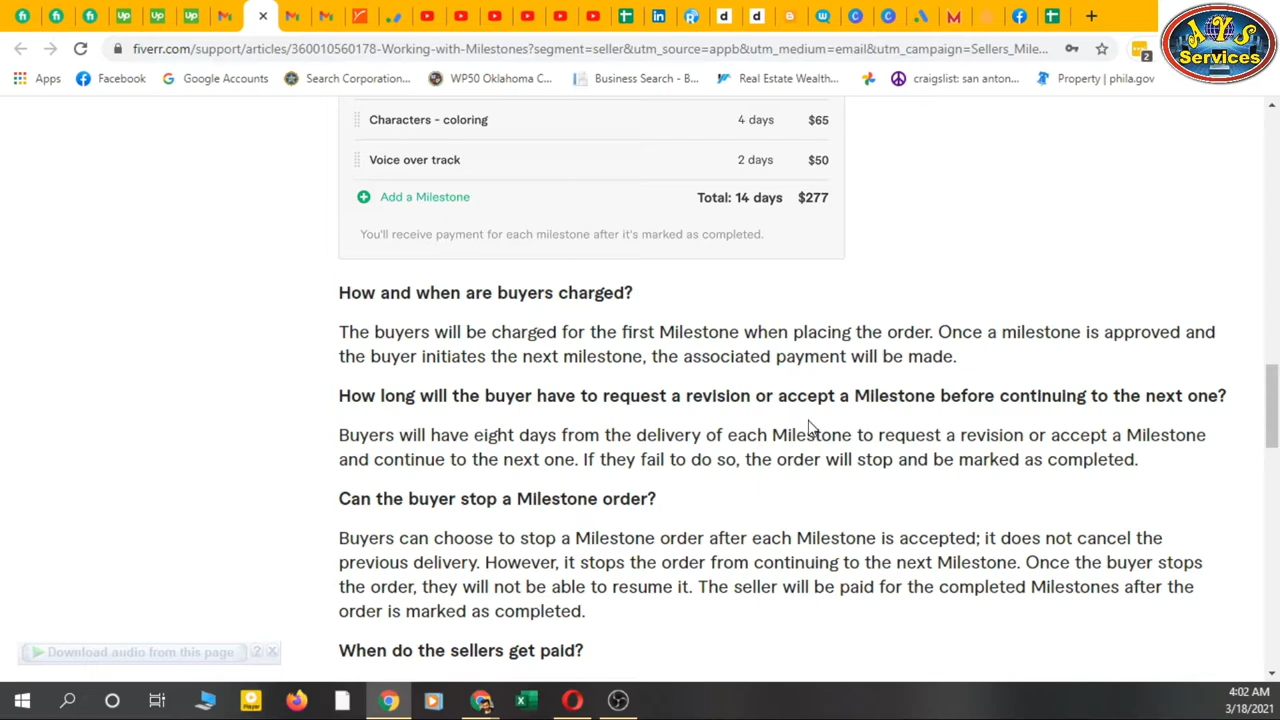 fiverr.com/support/articles/360010560178-Working-with-Milestones?segment=seller&utm_source=appb&utm_medium=email&utm_campaign=Sellers_Mile...
AYS
Services
2
Apps
Facebook
Google Accounts
Search Corporation...
WP50 Oklahoma C...
Business Search - B...
Real Estate Wealth...
craigslist: san anton...
Property | phila.gov
Characters - coloring 4 days $65
Voice over track 2 days $50
Add a Milestone Total: 14 days $277
You'll receive payment for each milestone after it's marked as completed.
How and when are buyers charged?
The buyers will be charged for the first Milestone when placing the order. Once a milestone is approved and
the buyer initiates the next milestone, the associated payment will be made.
How long will the buyer have to request a revision or accept a Milestone before continuing to the next one?
Buyers will have eight days from the delivery of each Milestone to request a revision or accept a Milestone
and continue to the next one. If they fail to do so, the order will stop and be marked as completed.
Can the buyer stop a MIlestone order?
Buyers can choose to stop a Milestone order after each Milestone is accepted; it does not cancel the
previous delivery. However, it stops the order from continuing to the next Milestone. Once the buyer stops
the order, they will not be able to resume it. The seller will be paid for the completed Milestones after the
order is marked as completed.
Download audio from this page ? X
When do the sellers get paid?
4:02 AM
3/18/2021